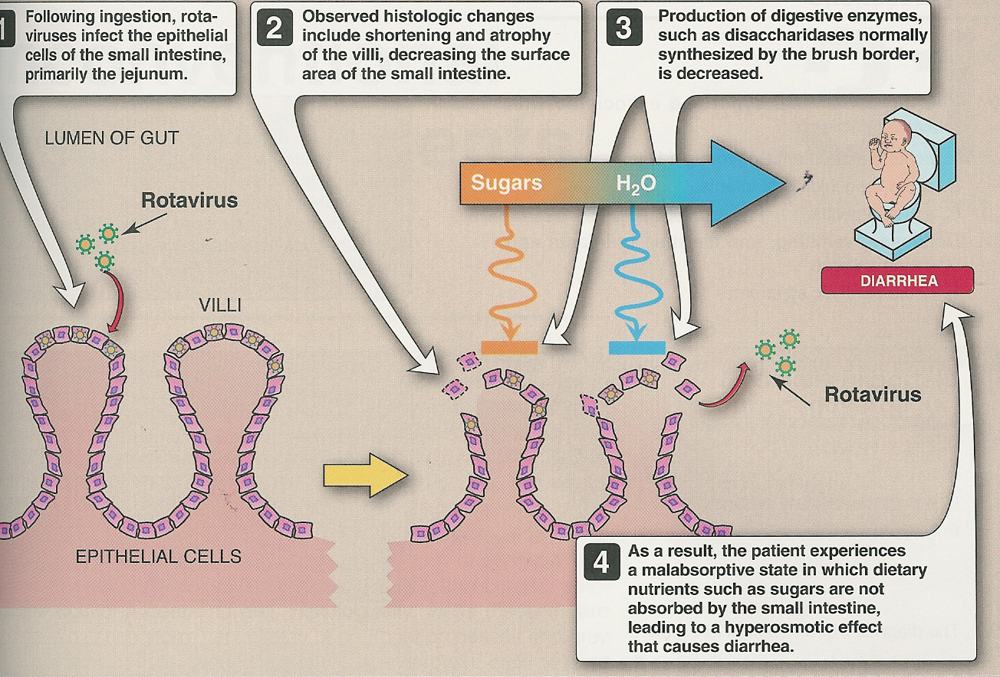 1
Following ingestion, rota-
viruses infect the epithelial
cells of the small intestine,
primarily the jejunum.
2
Observed histologic changes
include shortening and atrophy
of the villi, decreasing the surface
area of the small intestine.
3
Production of digestive enzymes,
such as disaccharidases normally
synthesized by the brush border,
is decreased.
LUMEN OF GUT
Rotavirus
Sugars
H₂O
DIARRHEA
VILLI
Rotavirus
EPITHELIAL CELLS
4
As a result, the patient experiences
a malabsorptive state in which dietary
nutrients such as sugars are not
absorbed by the small intestine,
leading to a hyperosmotic effect
that causes diarrhea.